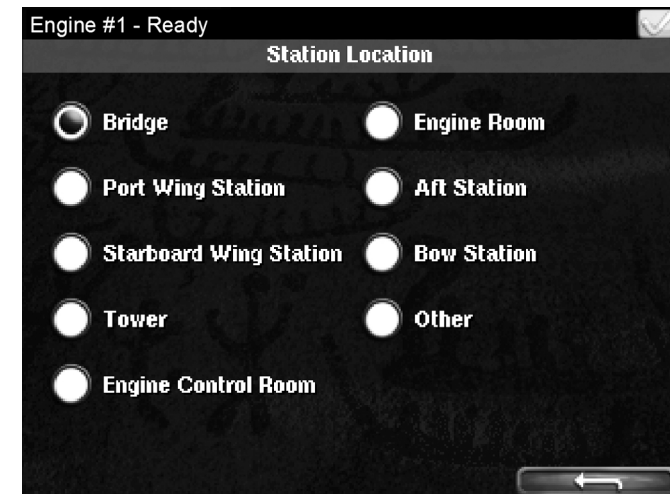 Engine #1 - Ready
Station Location
Bridge
Engine Room
Port Wing Station
Aft Station
Starboard Wing Station
Bow Station
Tower
Other
Engine Control Room